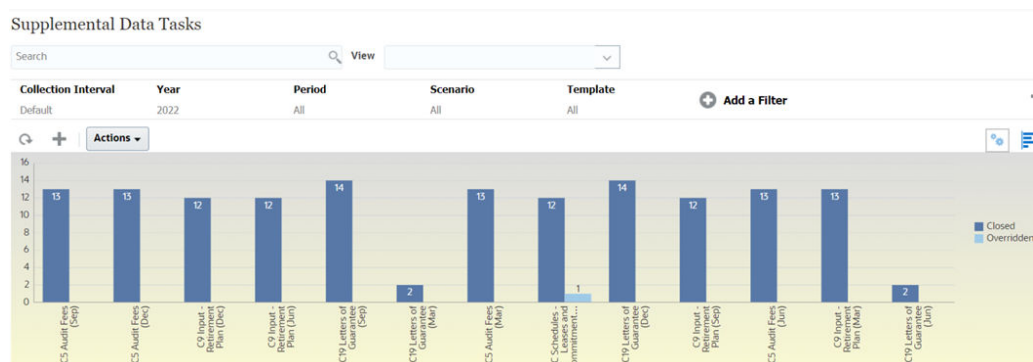 Supplemental Data Tasks
Search View
Collection Interval Year Period Scenario Template
Add a Filter
Default 2022 All All All
Actions
16
14
12
10
8
6
4
2
0
13 13 12 12 14 2 13 12 1 14 12 13 13 2
Closed
Overridden
C5 Audit Fees
(Sep)
C5 Audit Fees
(Dec)
C9 Input -
Retirement
Plan (Dec)
C9 Input -
Retirement
Plan (Jun)
C19 Letters of
Guarantee
(Sep)
C19 Letters of
Guarantee
(Mar)
C5 Audit Fees
(Mar)
C Schedules -
Leases and
Commitment...
C19 Letters of
Guarantee
(Dec)
C9 Input -
Retirement
Plan (Sep)
C5 Audit Fees
(Jun)
C9 Input -
Retirement
Plan (Mar)
C19 Letters of
Guarantee
(Jun)